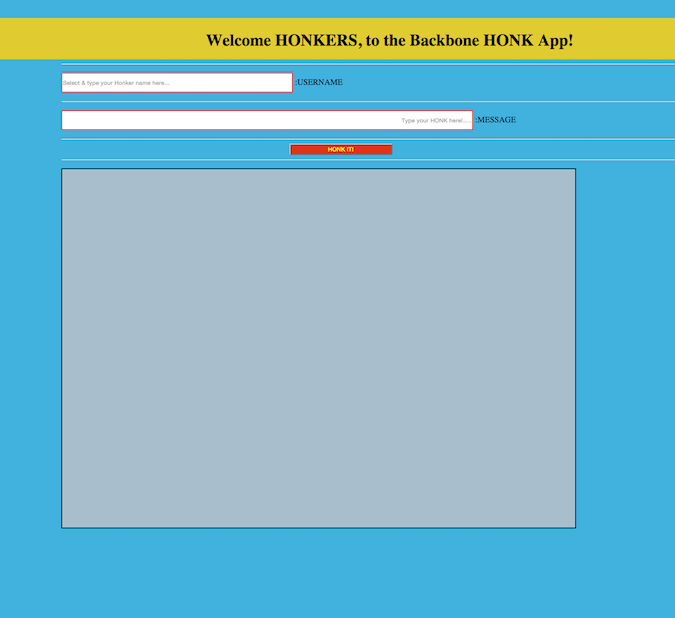 Welcome HONKERS, to the Backbone HONK App!
Select & type your Honker name here... :USERNAME
Type your HONK here!..... :MESSAGE
HONK IT!